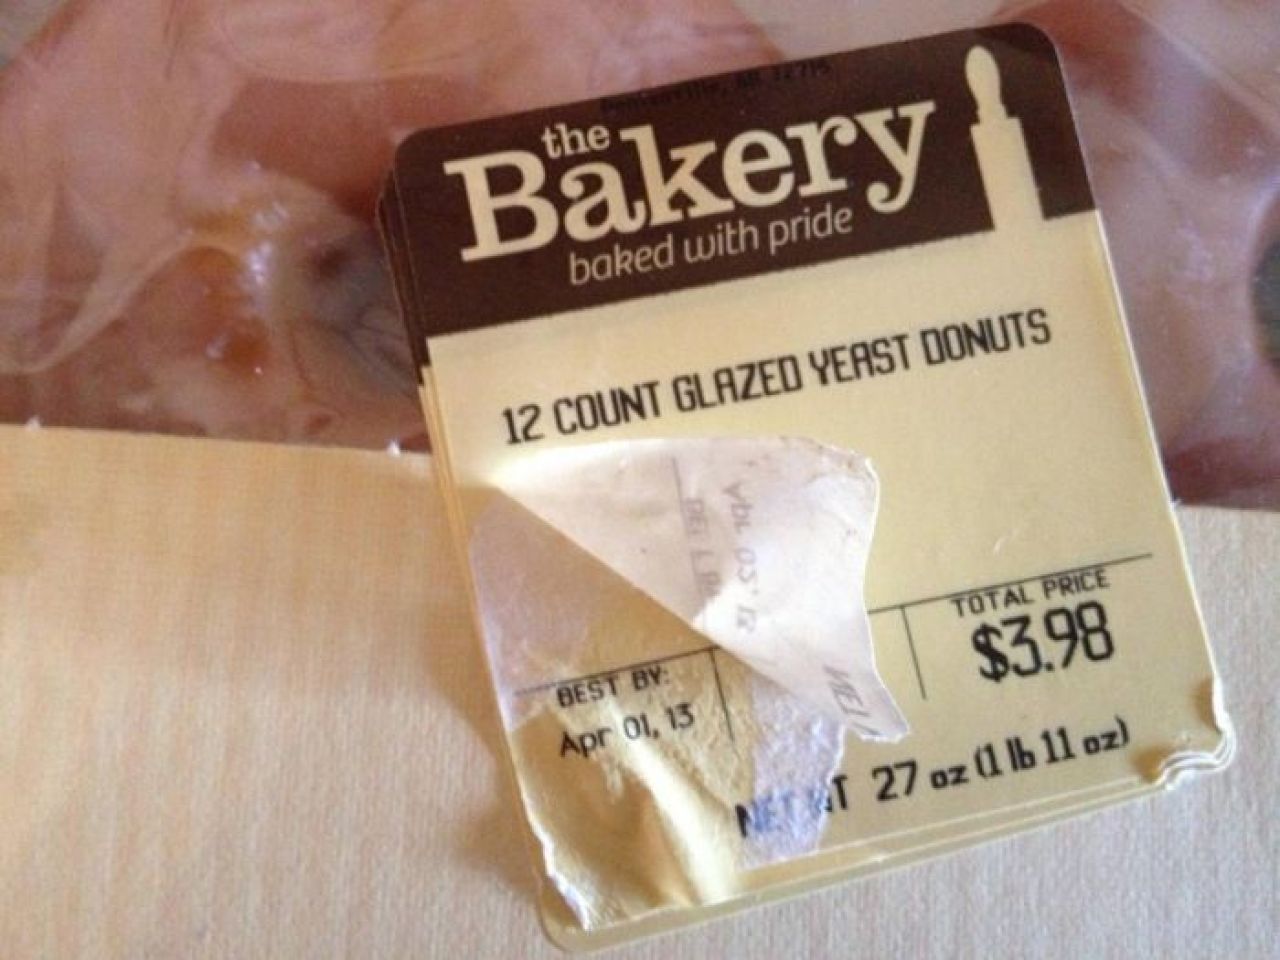 the
Bakery
baked with pride
12 COUNT GLAZED YEAST DONUTS
TOTAL PRICE
$3.98
BEST BY:
Apr 01, 13
NET WT 27 oz (1 lb 11 oz)